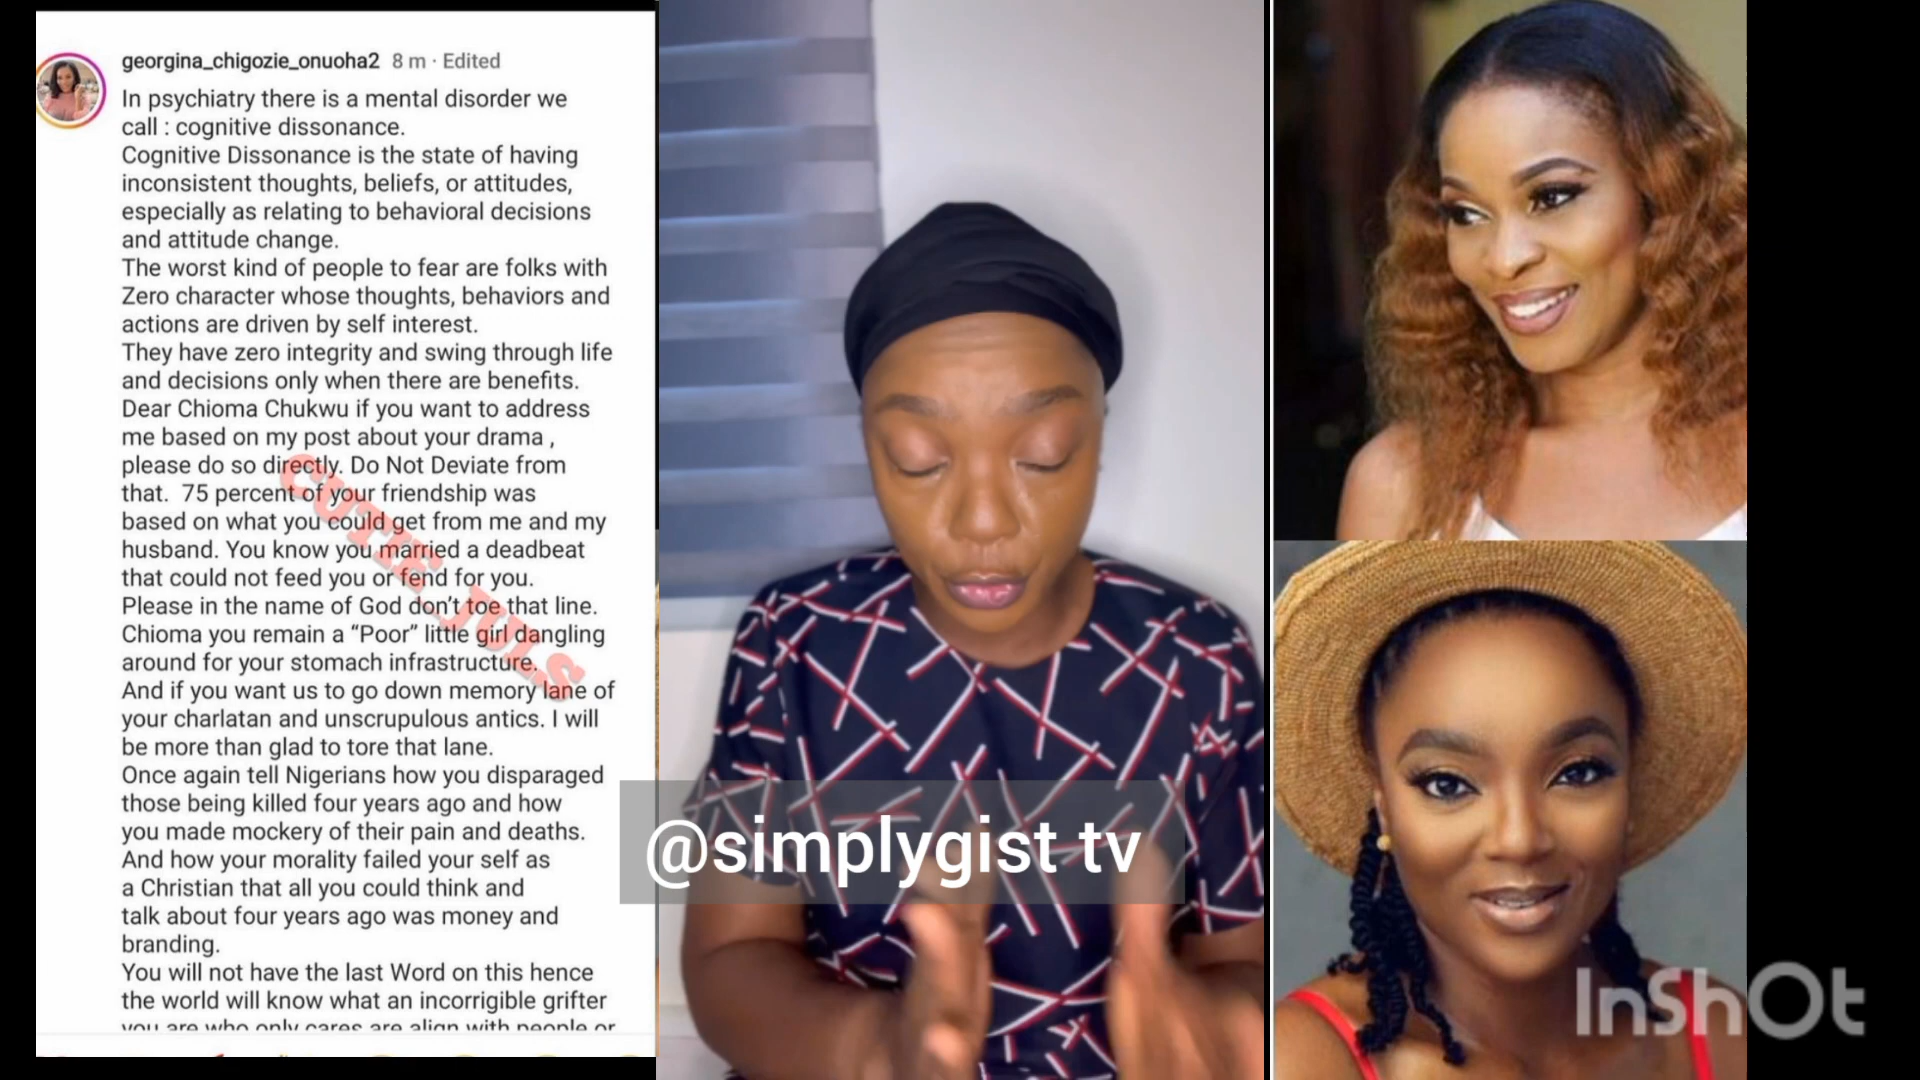 georgina_chigozie_onuoha2 8 m · Edited
In psychiatry there is a mental disorder we
call : cognitive dissonance.
Cognitive Dissonance is the state of having
inconsistent thoughts, beliefs, or attitudes,
especially as relating to behavioral decisions
and attitude change.
The worst kind of people to fear are folks with
Zero character whose thoughts, behaviors and
actions are driven by self interest.
They have zero integrity and swing through life
and decisions only when there are benefits.
Dear Chioma Chukwu if you want to address
me based on my post about your drama ,
please do so directly. Do Not Deviate from
that. 75 percent of your friendship was
based on what you could get from me and my
husband. You know you married a deadbeat
that could not feed you or fend for you.
Please in the name of God don't toe that line.
Chioma you remain a “Poor” little girl dangling
around for your stomach infrastructure.
And if you want us to go down memory lane of
your charlatan and unscrupulous antics. I will
be more than glad to tore that lane.
Once again tell Nigerians how you disparaged
those being killed four years ago and how
you made mockery of their pain and deaths.
And how your morality failed your self as
a Christian that all you could think and
talk about four years ago was money and
branding.
You will not have the last Word on this hence
the world will know what an incorrigible grifter
you are who only cares are align with people or
CUTIE_JULS
@simplygist tv
InShOt